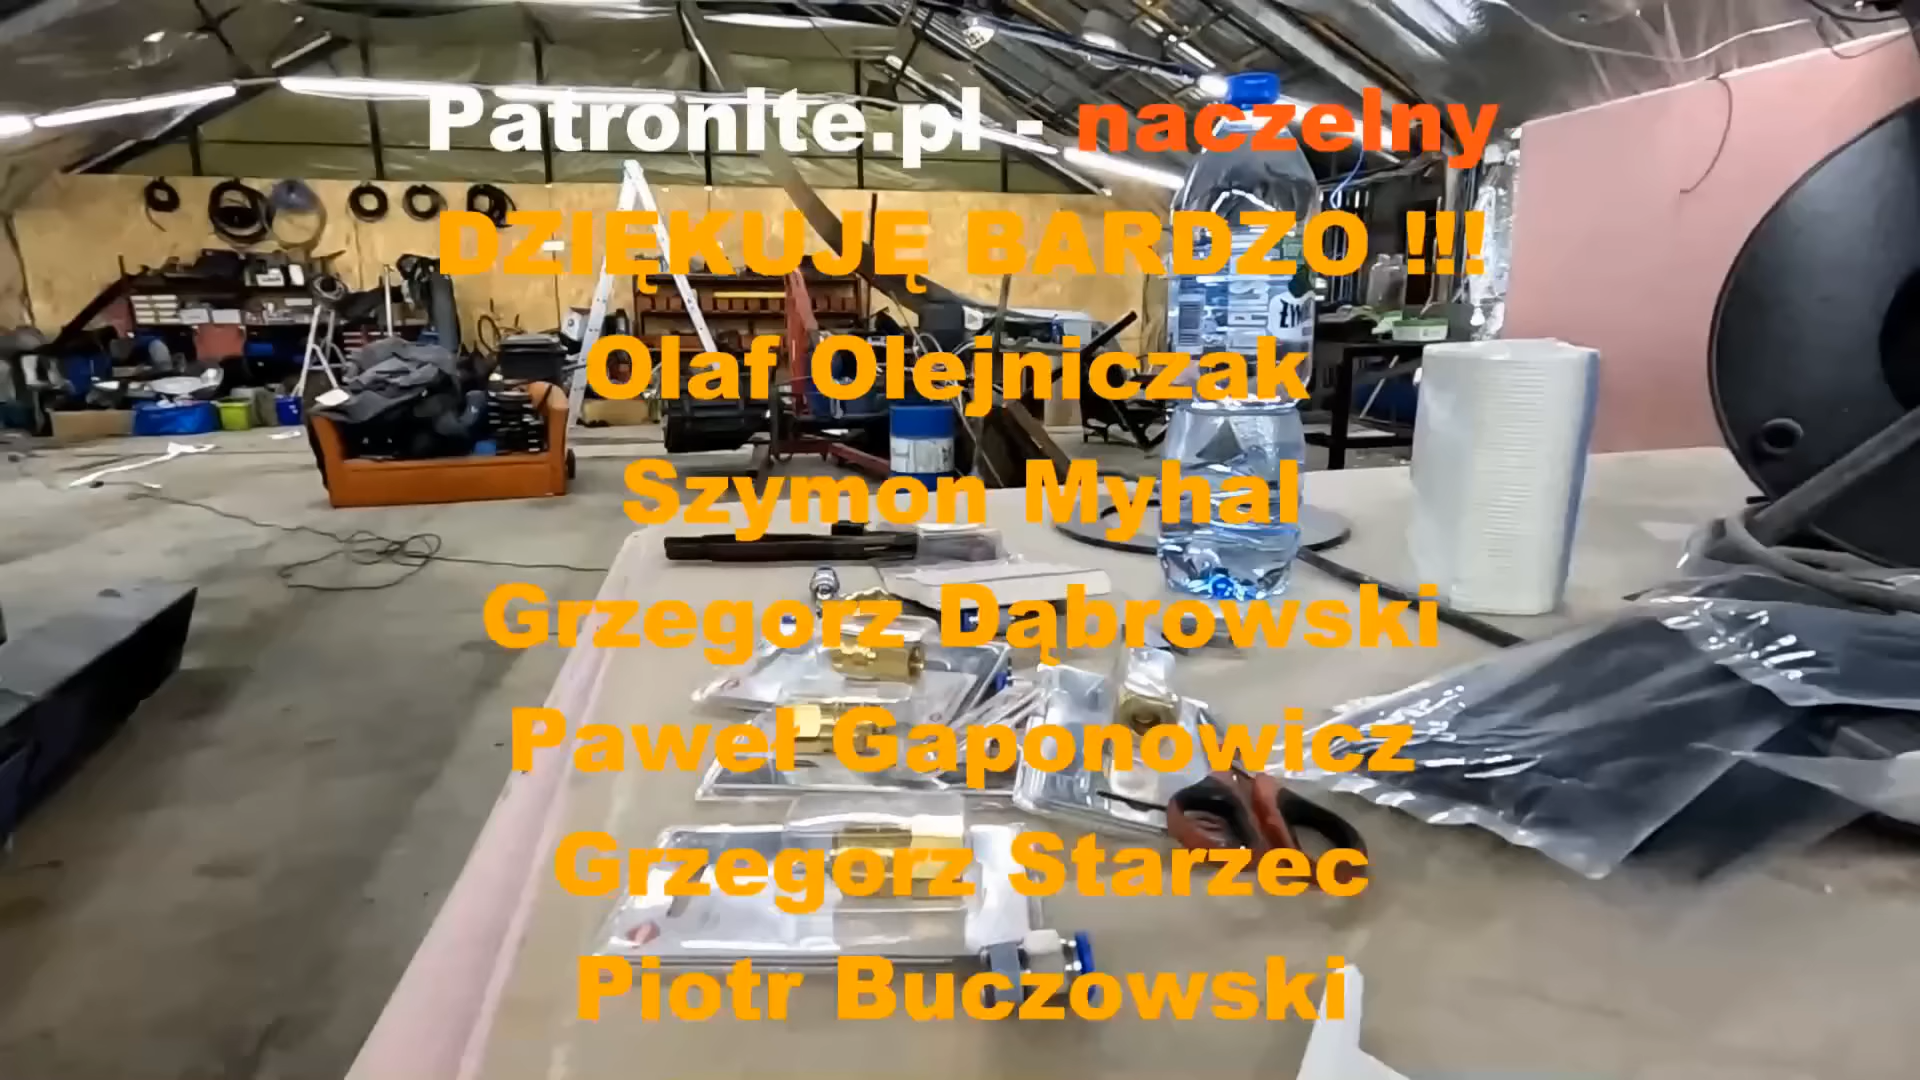 Patronite.pl - naczelny
DZIĘKUJĘ BARDZO !!!
Olaf Olejniczak
Szymon Myhal
Grzegorz Dąbrowski
Paweł Gaponowicz
Grzegorz Starzec
Piotr Buczowski